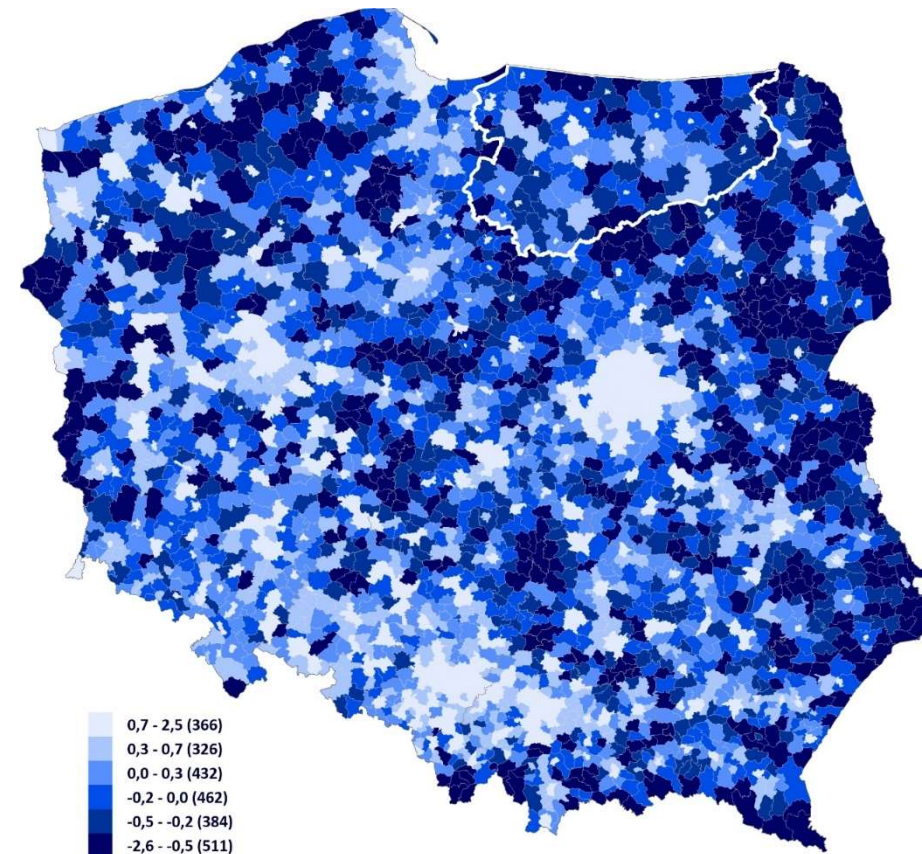 0,7 - 2,5 (366)
0,3 - 0,7 (326)
0,0 - 0,3 (432)
-0,2 - 0,0 (462)
-0,5 - -0,2 (384)
-2,6 - -0,5 (511)